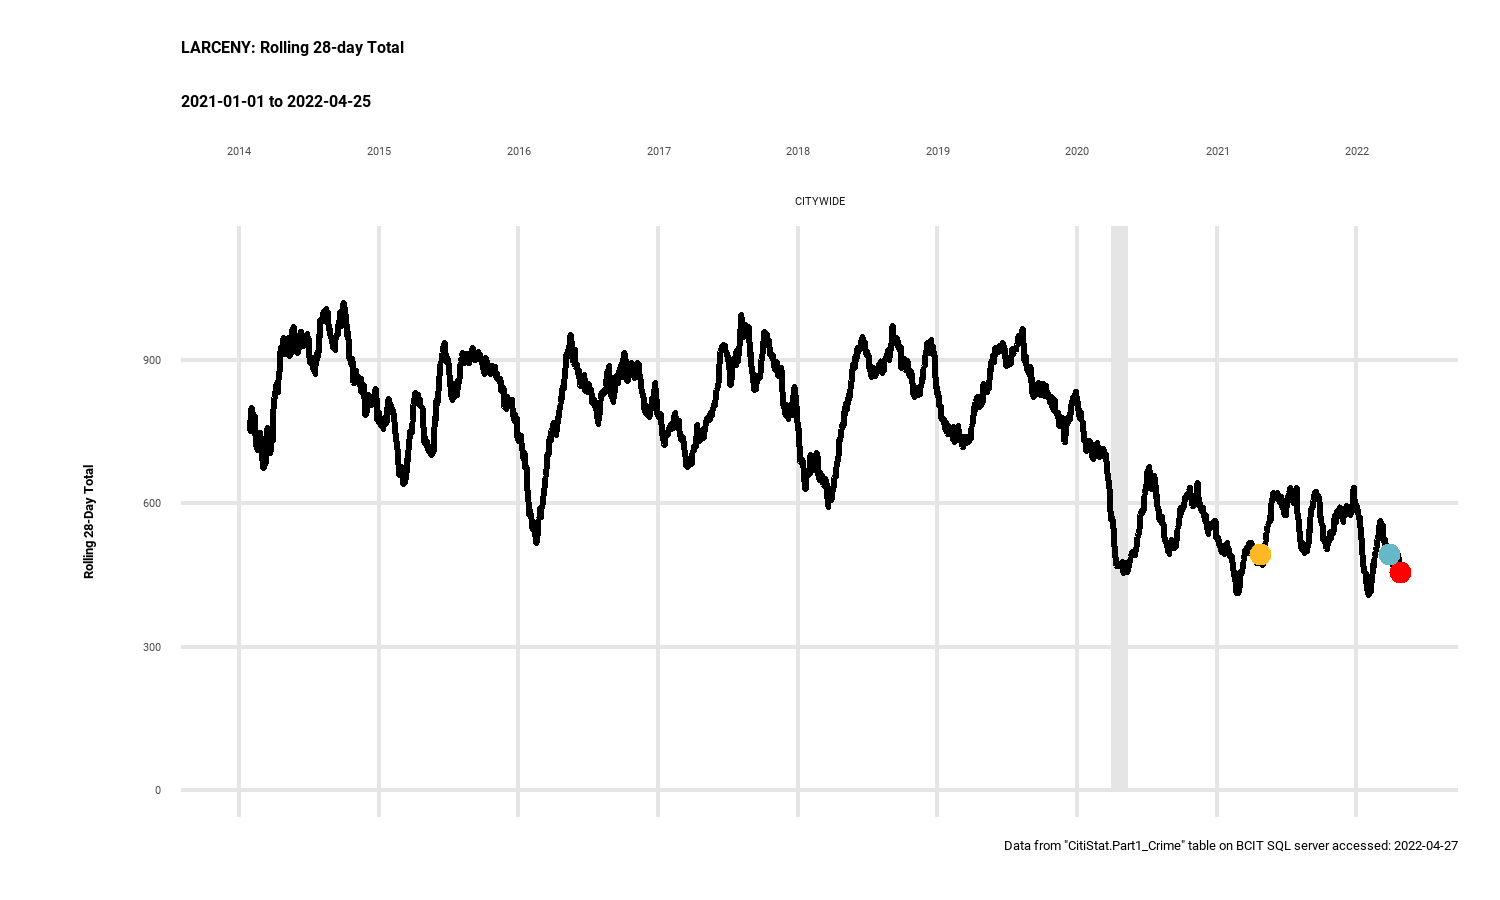 LARCENY: Rolling 28-day Total
2021-01-01 to 2022-04-25
2014 2015 2016 2017 2018 2019 2020 2021 2022
CITYWIDE
Rolling 28-Day Total
900
600
300
0
Data from "CitiStat.Part1_Crime" table on BCIT SQL server accessed: 2022-04-27